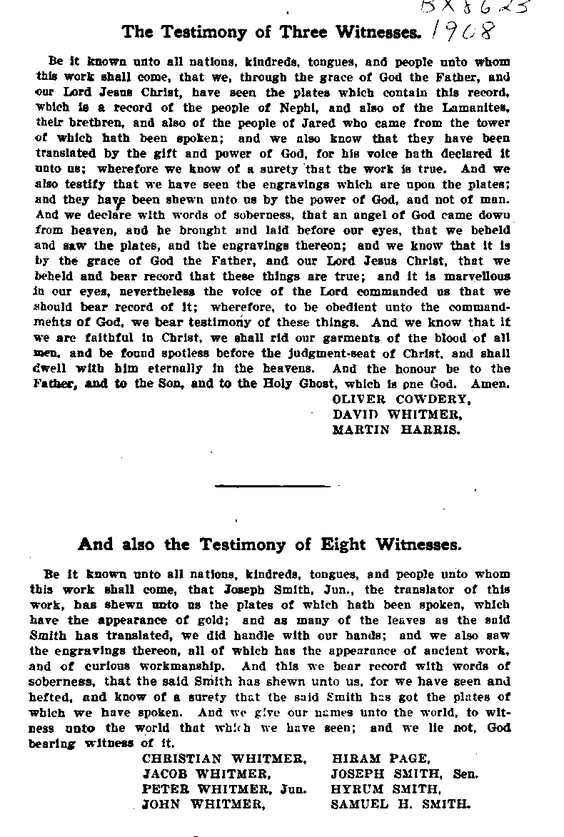 BX8623
1908
The Testimony of Three Witnesses.
Be it known unto all nations, kindreds, tongues, and people unto whom
this work shall come, that we, through the grace of God the Father, and
our Lord Jesus Christ, have seen the plates which contain this record,
which is a record of the people of Nephi, and also of the Lamanites,
their brethren, and also of the people of Jared who came from the tower
of which hath been spoken; and we also know that they have been
translated by the gift and power of God, for his voice hath declared it
unto us; wherefore we know of a surety that the work is true. And we
also testify that we have seen the engravings which are upon the plates;
and they have been shewn unto us by the power of God, and not of man.
And we declare with words of soberness, that an angel of God came down
from heaven, and he brought and laid before our eyes, that we beheld
and saw the plates, and the engravings thereon; and we know that it is
by the grace of God the Father, and our Lord Jesus Christ, that we
beheld and bear record that these things are true; and it is marvellous
in our eyes, nevertheless the voice of the Lord commanded us that we
should bear record of it; wherefore, to be obedient unto the command-
ments of God, we bear testimony of these things. And we know that if
we are faithful in Christ, we shall rid our garments of the blood of all
men, and be found spotless before the judgment-seat of Christ, and shall
dwell with him eternally in the heavens. And the honour be to the
Father, and to the Son, and to the Holy Ghost, which is one God. Amen.
OLIVER COWDERY,
DAVID WHITMER,
MARTIN HARRIS.
And also the Testimony of Eight Witnesses.
Be it known unto all nations, kindreds, tongues, and people unto whom
this work shall come, that Joseph Smith, Jun., the translator of this
work, has shewn unto us the plates of which hath been spoken, which
have the appearance of gold; and as many of the leaves as the said
Smith has translated, we did handle with our hands; and we also saw
the engravings thereon, all of which has the appearance of ancient work,
and of curious workmanship. And this we bear record with words of
soberness, that the said Smith has shewn unto us, for we have seen and
hefted, and know of a surety that the said Smith has got the plates of
which we have spoken. And we give our names unto the world, to wit-
ness unto the world that which we have seen; and we lie not, God
bearing witness of it.
CHRISTIAN WHITMER, HIRAM PAGE,
JACOB WHITMER, JOSEPH SMITH, Sen.
PETER WHITMER, Jun. HYRUM SMITH,
JOHN WHITMER, SAMUEL H. SMITH.